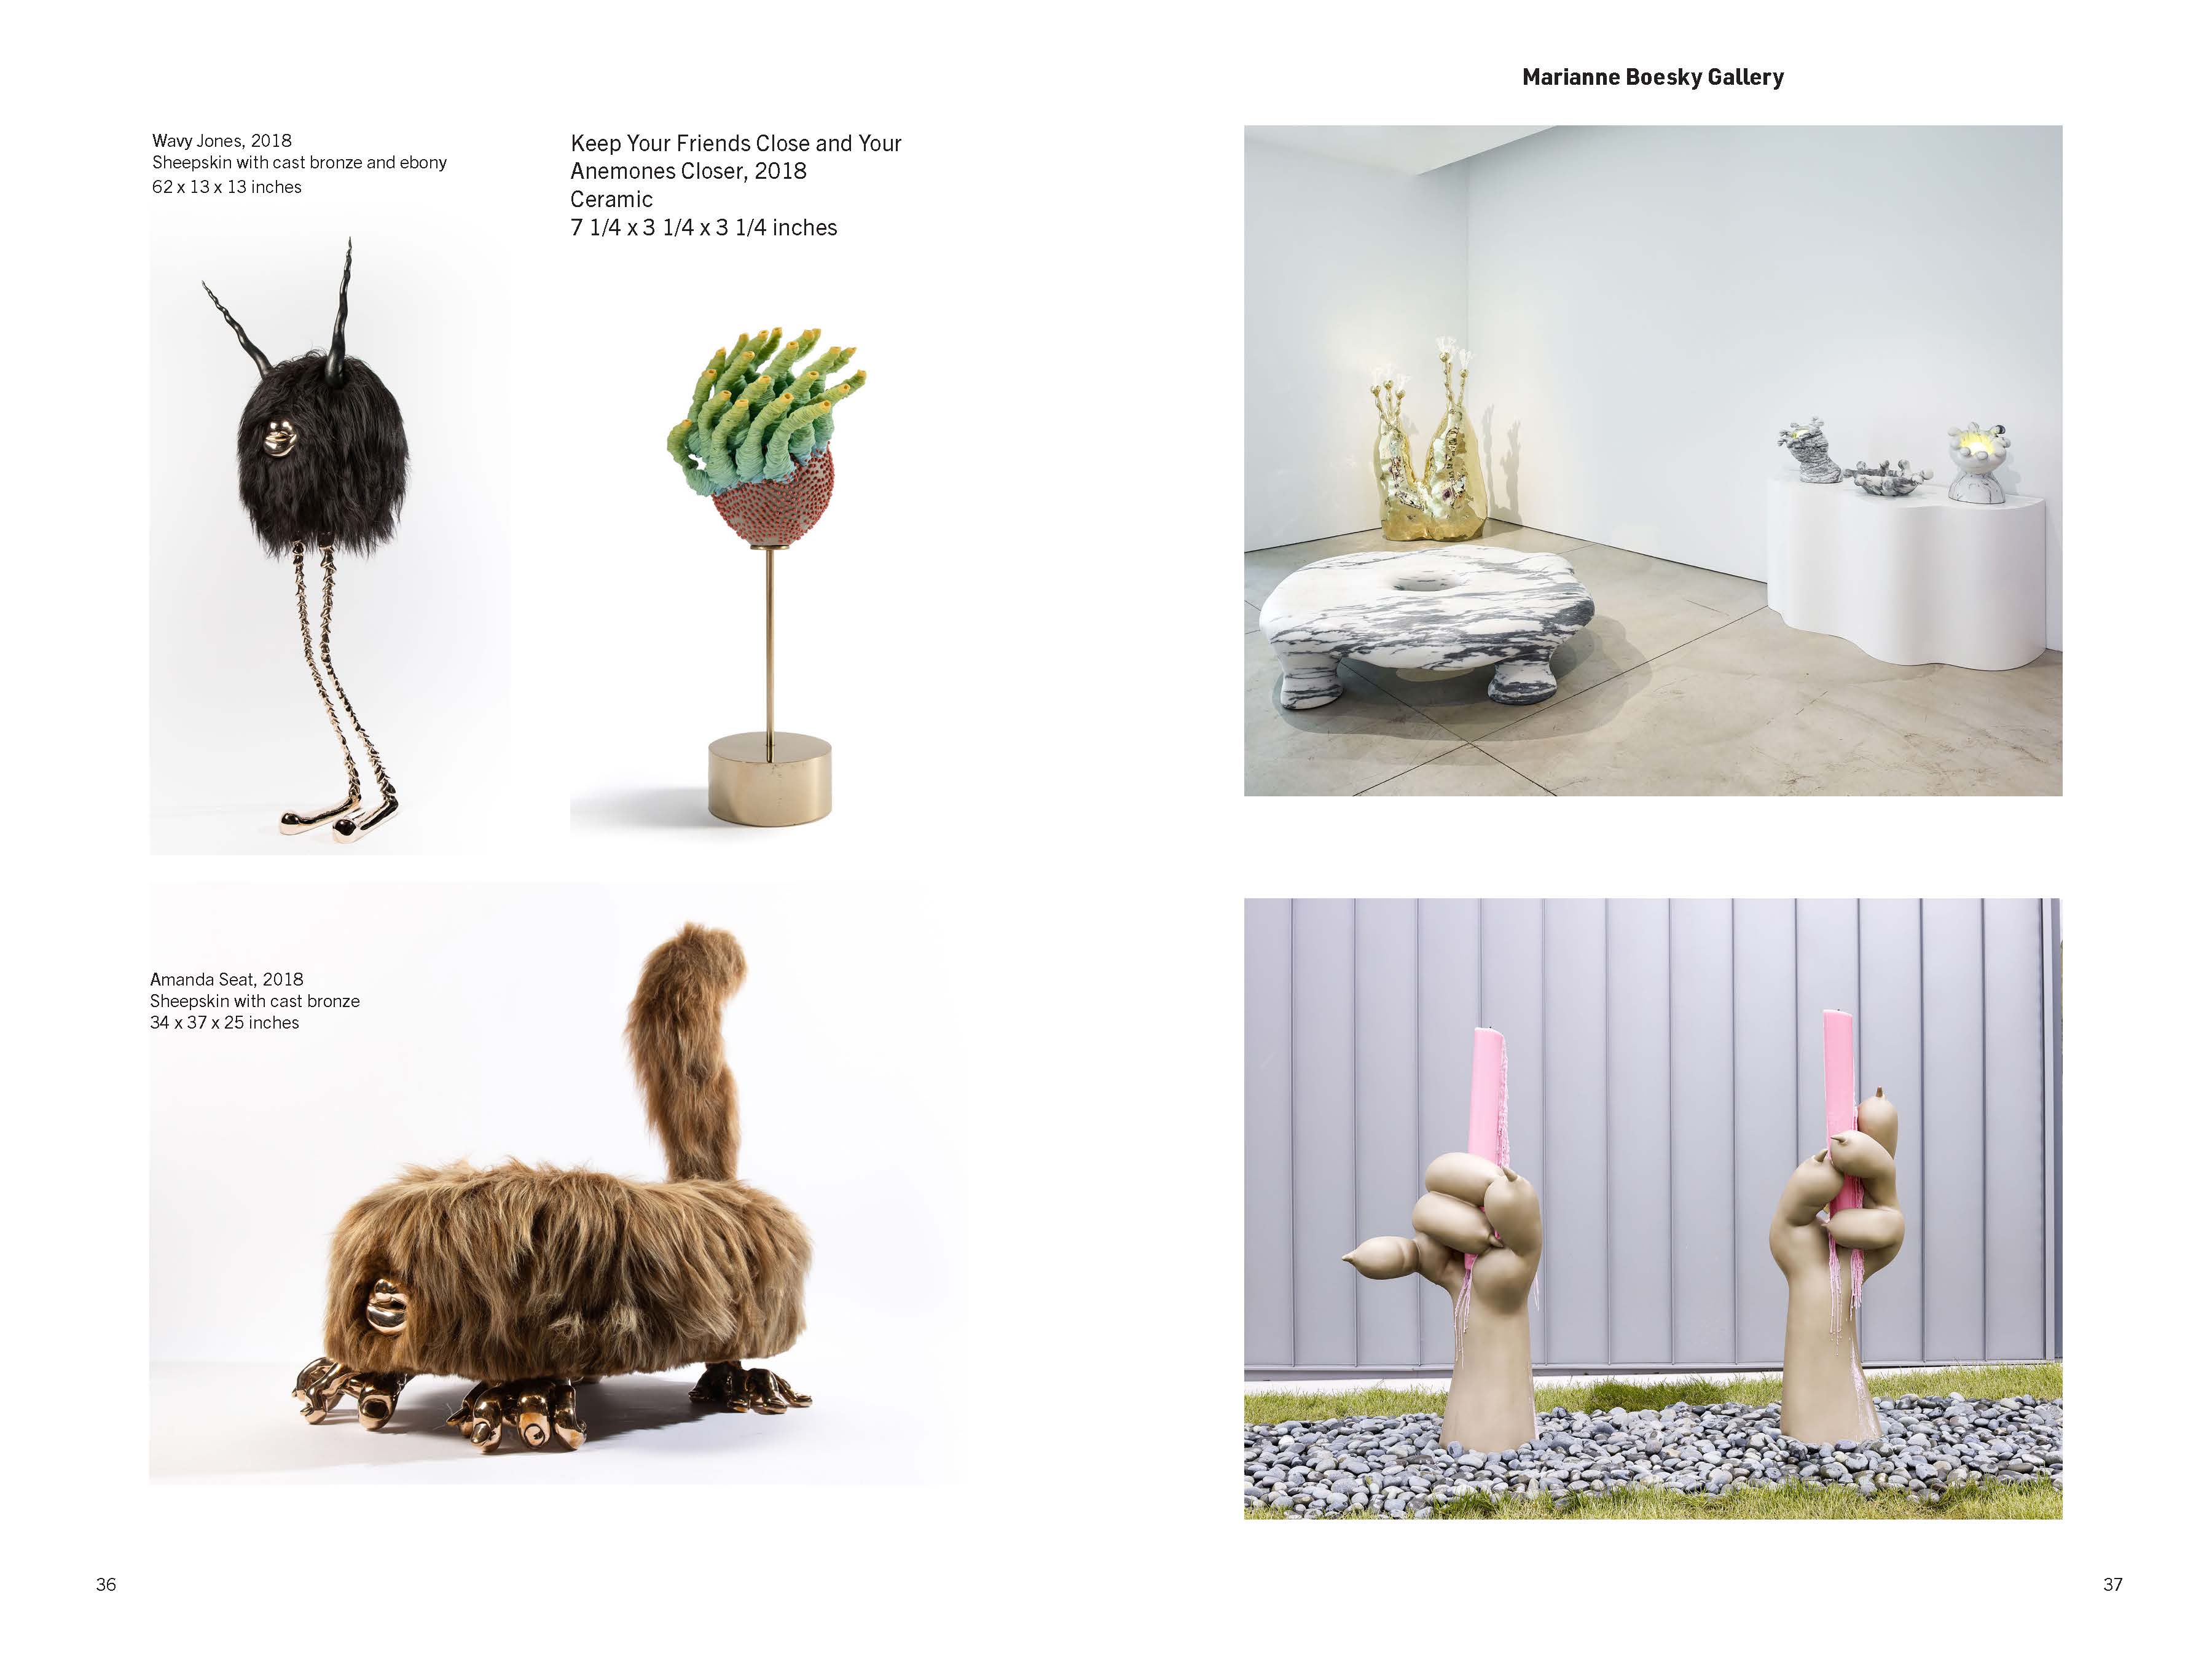 Marianne Boesky Gallery
Wavy Jones, 2018
Sheepskin with cast bronze and ebony
62 x 13 x 13 inches
Keep Your Friends Close and Your
Anemones Closer, 2018
Ceramic
7 1/4 x 3 1/4 x 3 1/4 inches
Amanda Seat, 2018
Sheepskin with cast bronze
34 x 37 x 25 inches
36
37